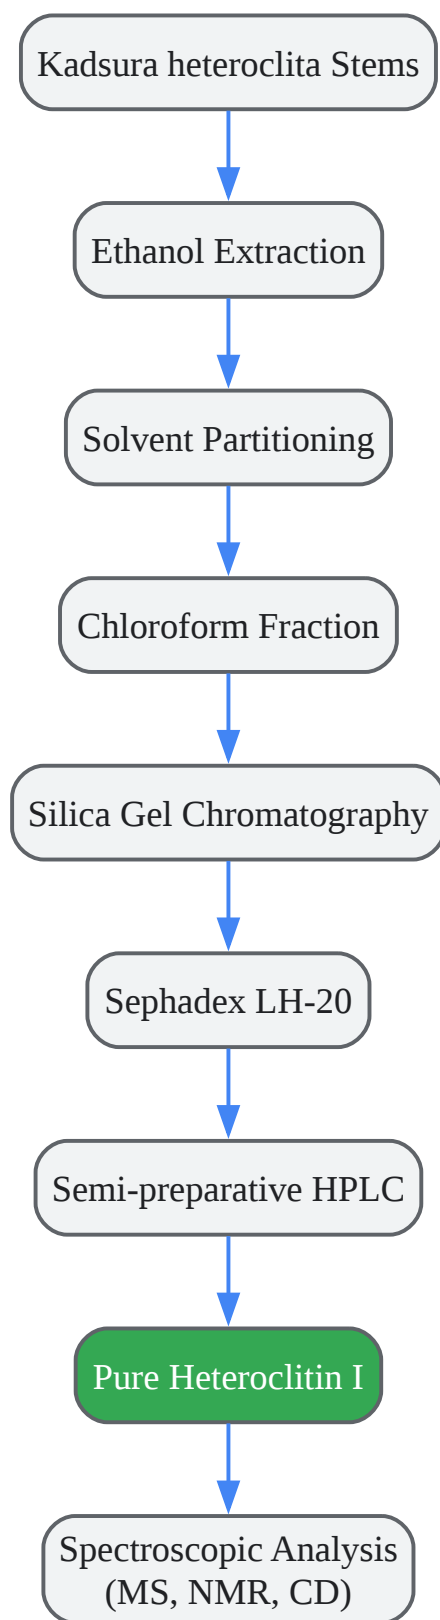 Kadsura heteroclita Stems
Ethanol Extraction
Solvent Partitioning
Chloroform Fraction
Silica Gel Chromatography
Sephadex LH-20
Semi-preparative HPLC
Pure Heteroclitin I
Spectroscopic Analysis
(MS, NMR, CD)